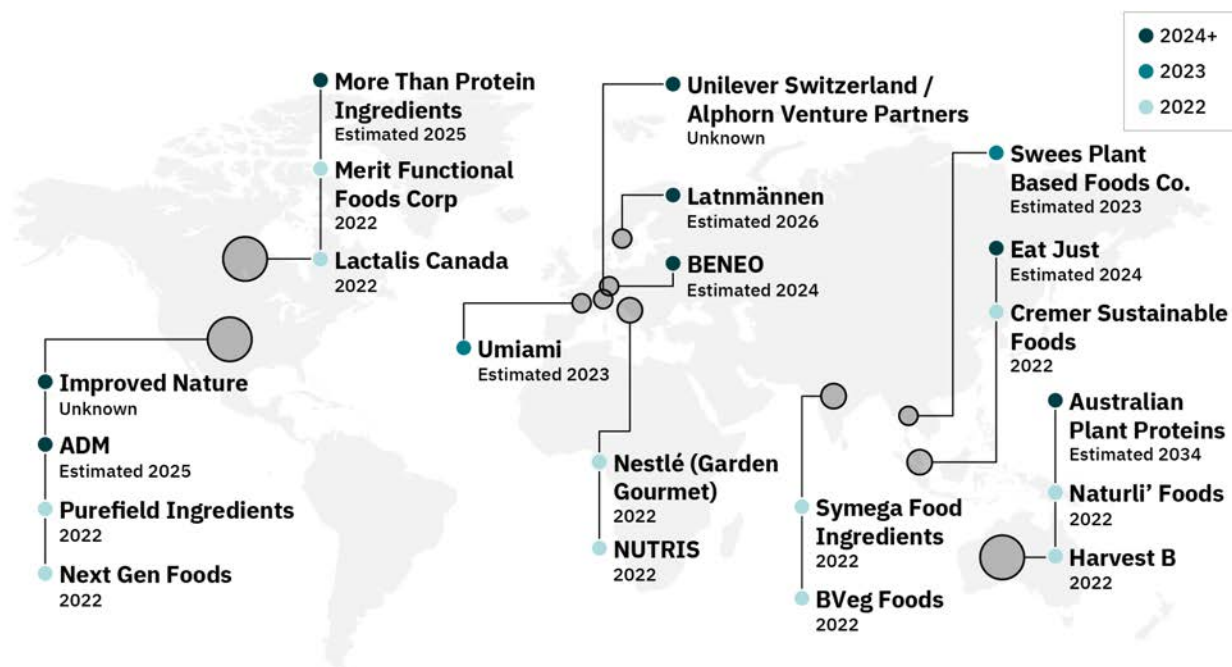 2024+
2023
2022
More Than Protein
Ingredients
Estimated 2025
Merit Functional
Foods Corp
2022
Lactalis Canada
2022
Improved Nature
Unknown
ADM
Estimated 2025
Purefield Ingredients
2022
Next Gen Foods
2022
Unilever Switzerland /
Alphorn Venture Partners
Unknown
Latnmännen
Estimated 2026
BENEO
Estimated 2024
Umiami
Estimated 2023
Nestlé (Garden
Gourmet)
2022
NUTRIS
2022
Swees Plant
Based Foods Co.
Estimated 2023
Eat Just
Estimated 2024
Cremer Sustainable
Foods
2022
Symega Food
Ingredients
2022
BVeg Foods
2022
Australian
Plant Proteins
Estimated 2034
Naturli’ Foods
2022
Harvest B
2022